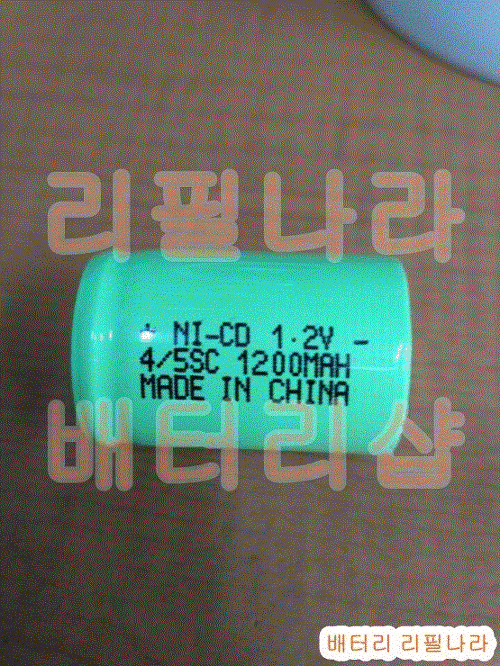 리필나라
+ NI-CD 1.2V -
4/5SC 1200MAH
MADE IN CHINA
배터리샵
배터리 리필나라